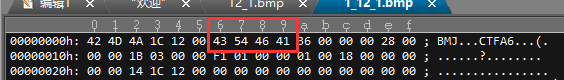 编辑1 "欢迎" 12_1.bmp 1_12_1.bmp
0 1 2 3 4 5 6 7 8 9 a b c d e f
00000000h: 42 4D 4A 1C 12 00 43 54 46 41 36 00 00 00 28 00 ; BMJ...CTFA6...(.
00000010h: 00 00 1B 03 00 00 F1 01 00 00 01 00 18 00 00 00 ; ......?........
00000020h: 00 00 14 1C 12 00 00 00 00 00 00 00 00 00 00 00 ; ................